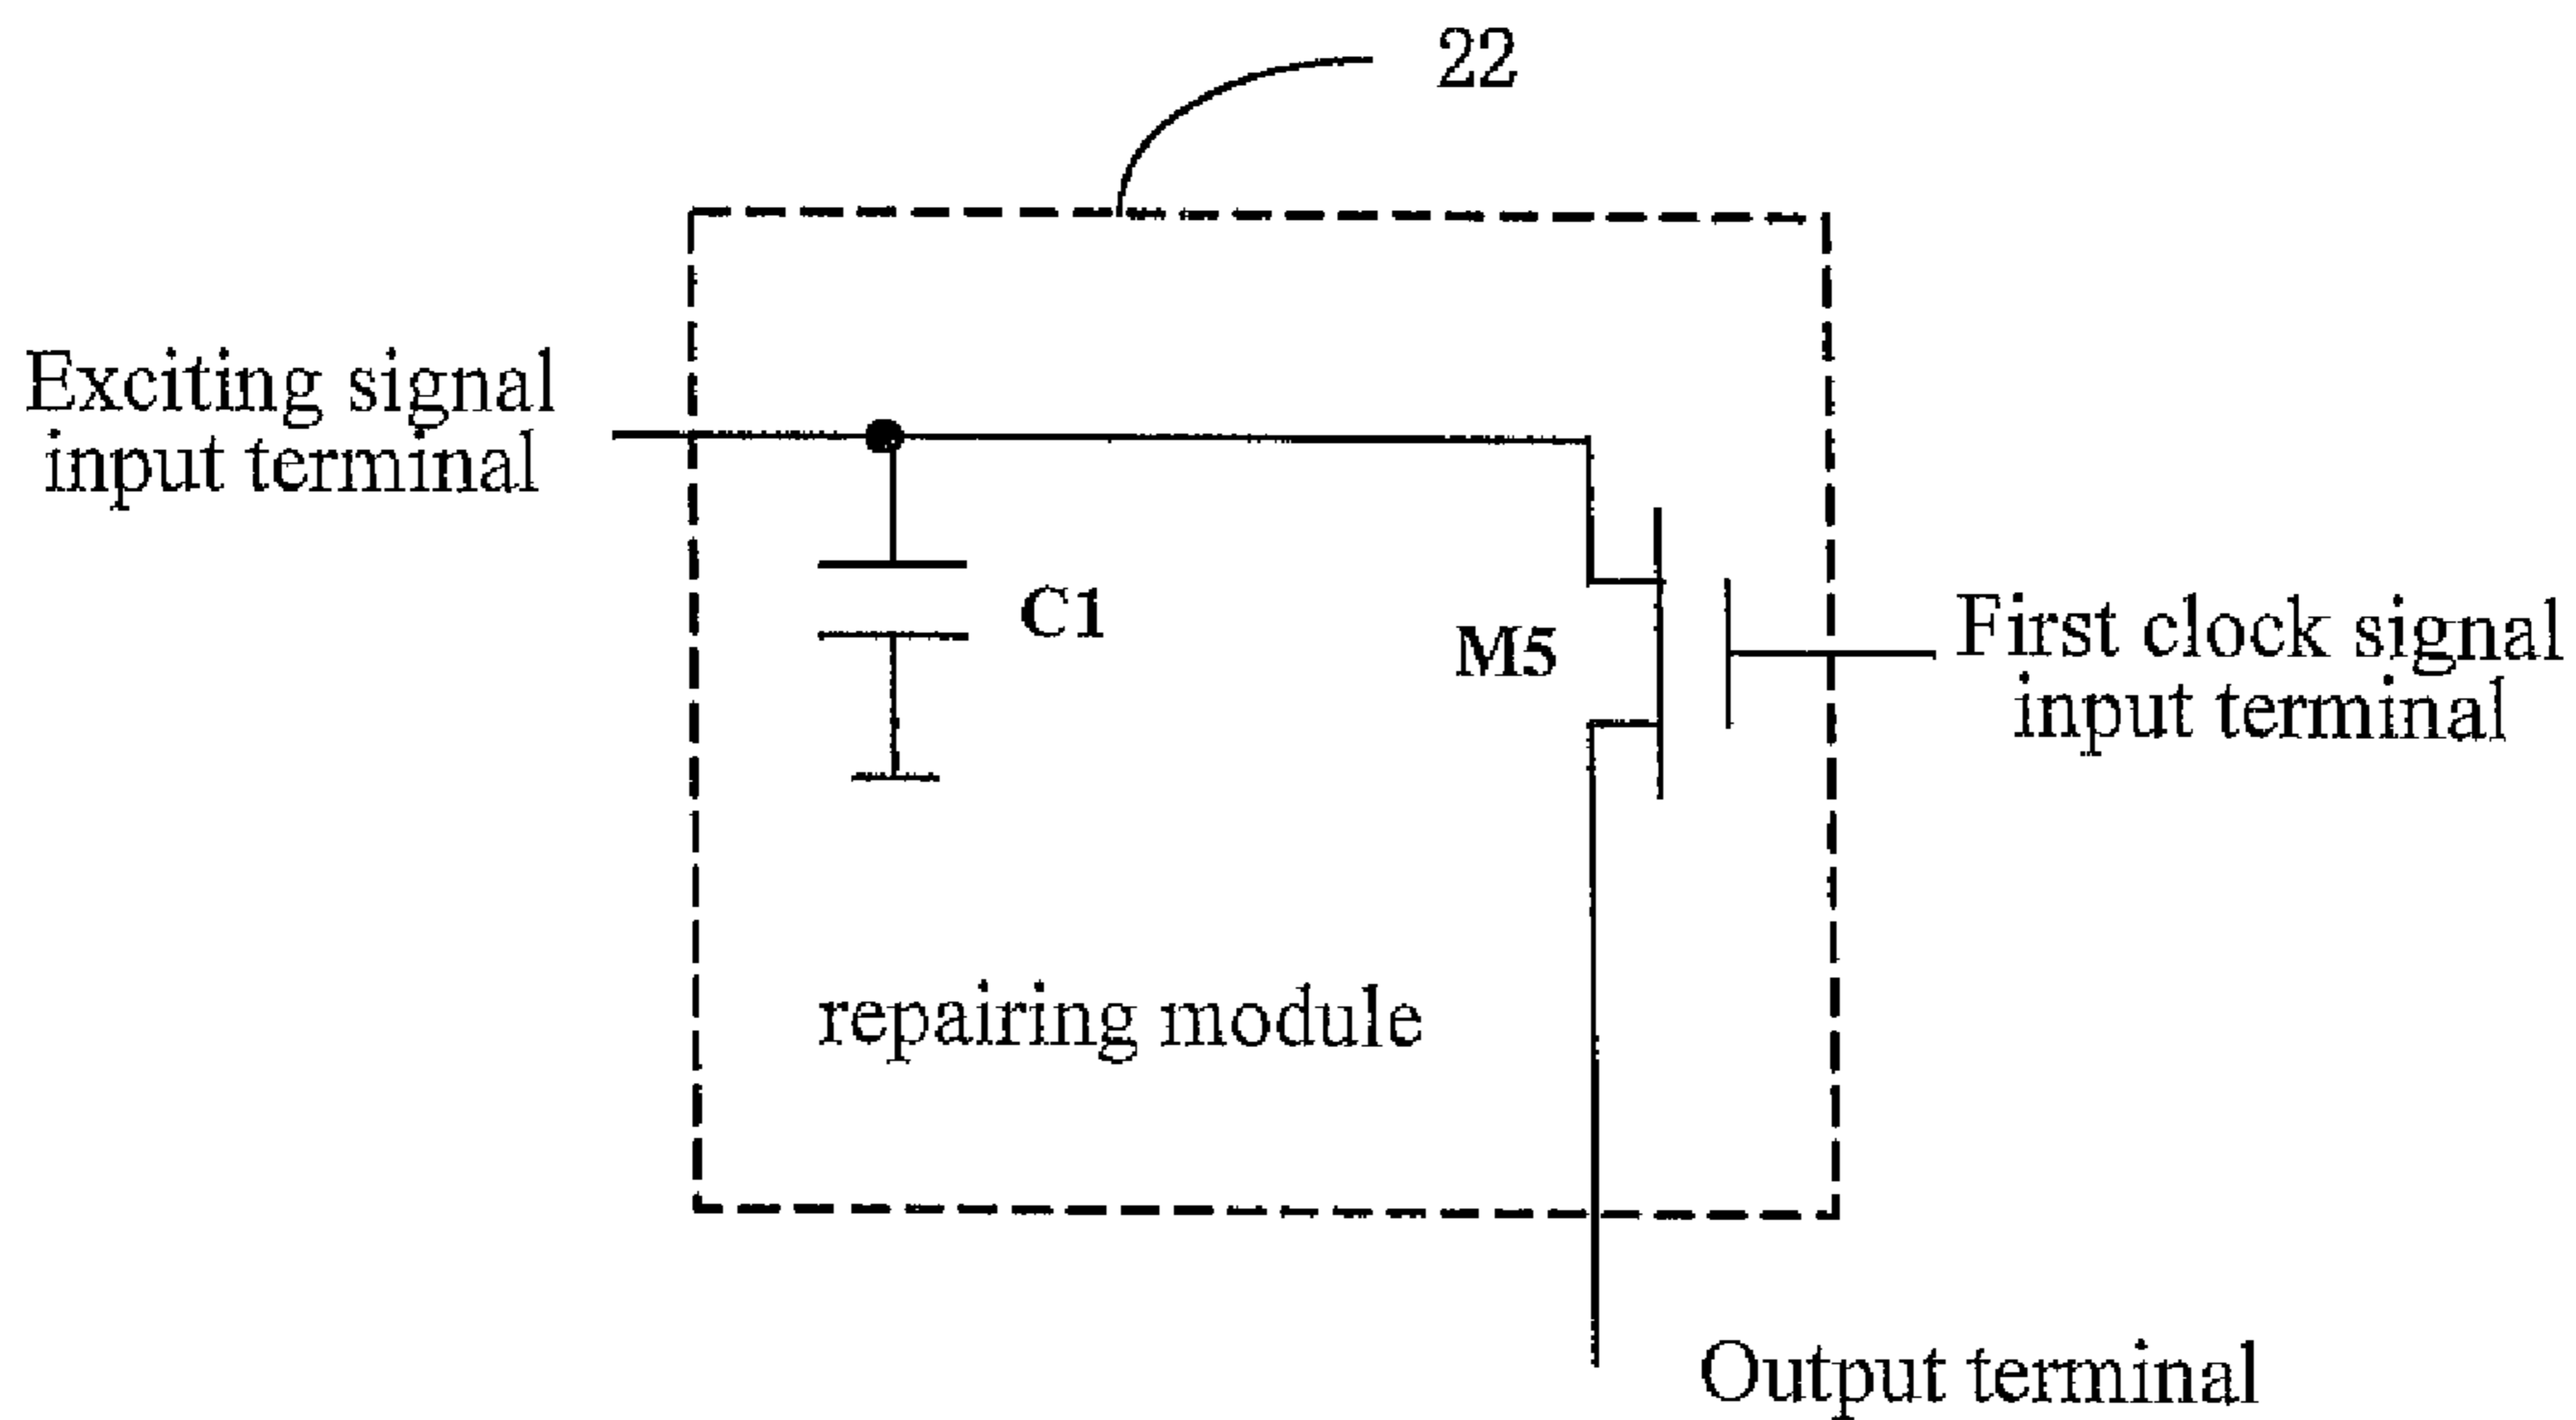 22
Exciting signal
input terminal
C1
M5
First clock signal
input terminal
repairing module
Output terminal